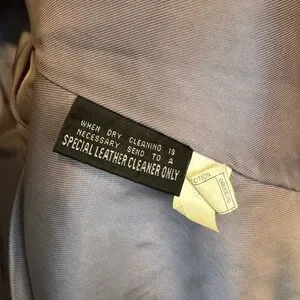 WHEN DRY CLEANING IS
NECESSARY SEND TO A
SPECIAL LEATHER CLEANER ONLY